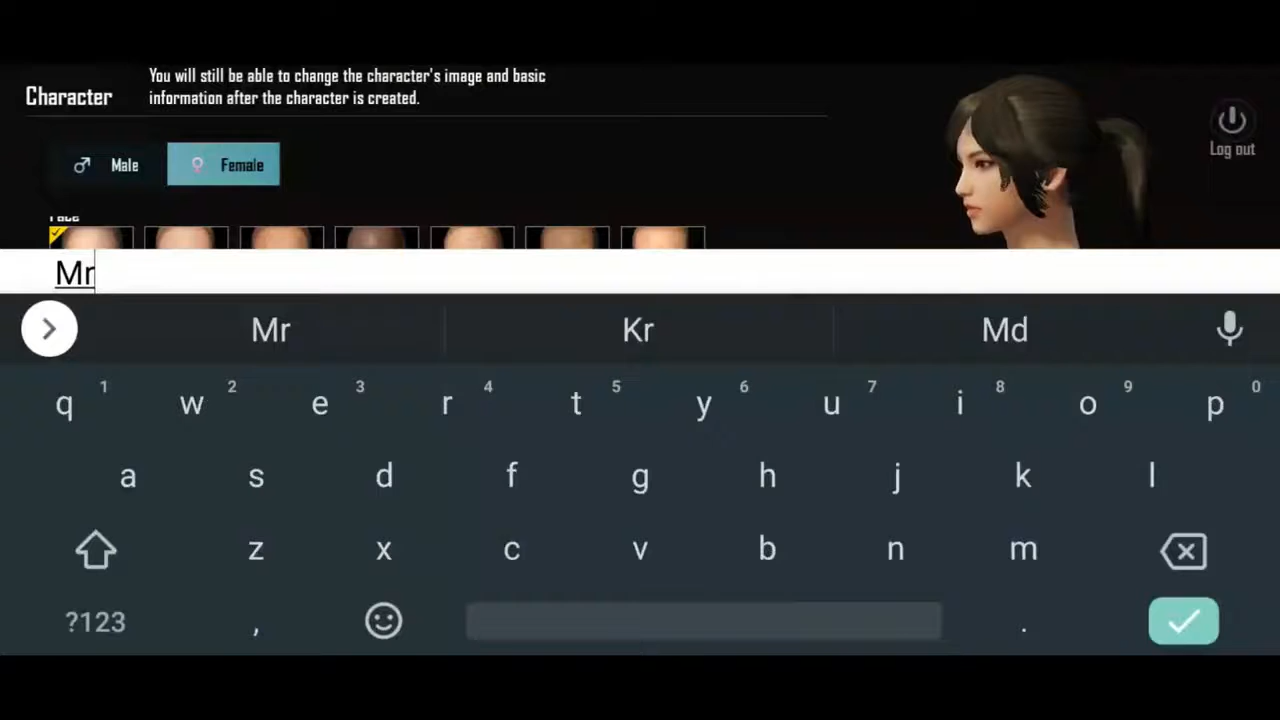 You will still be able to change the character's image and basic
information after the character is created.
Character
Log out
Male
Female
Face
Mr
Mr
Kr
Md
q 1 w 2 e 3 r 4 t 5 y 6 u 7 i 8 o 9 p 0
a s d f g h j k l
z x c v b n m
?123 , .